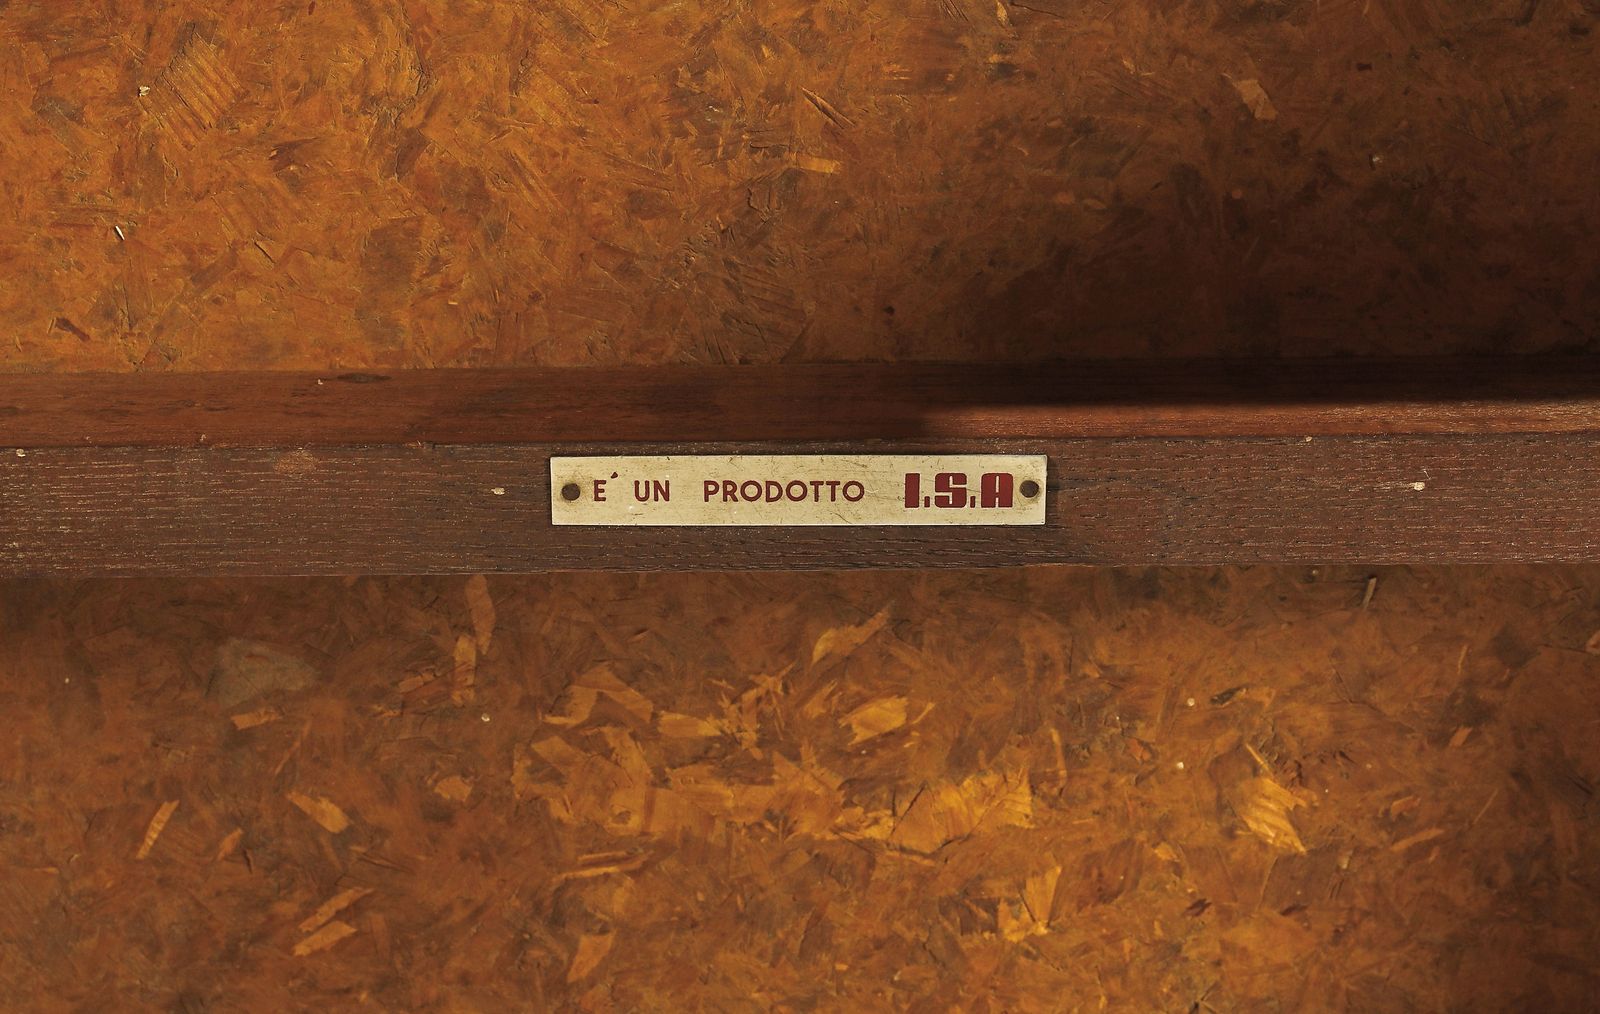 E´ UN PRODOTTO I.S.A